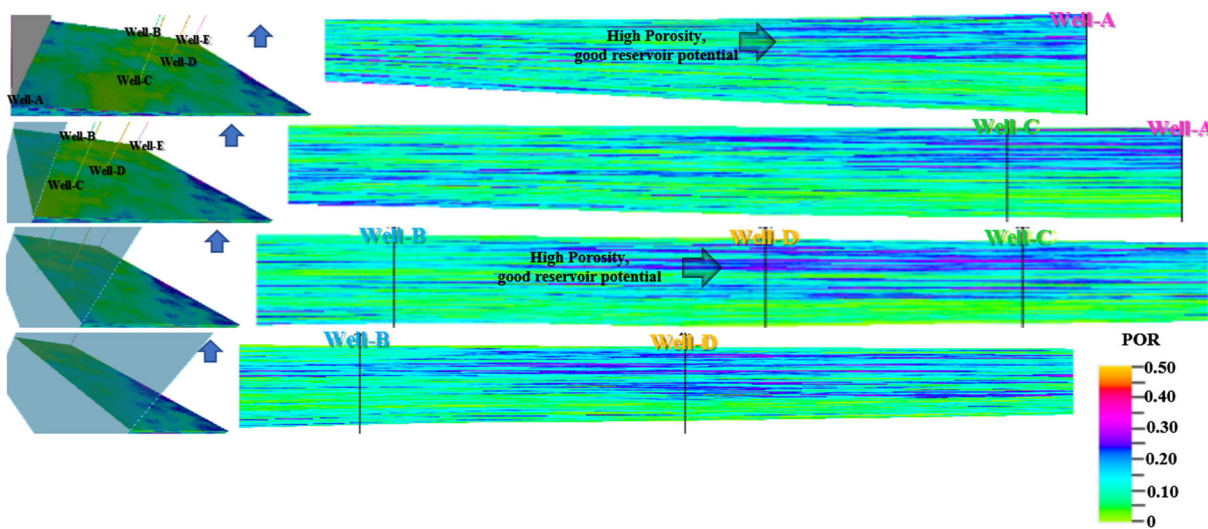 Well-B
Well-E
Well-D
Well-C
Well-A
High Porosity,
good reservoir potential
Well-A
Well-B
Well-E
Well-D
Well-C
Well-C
Well-A
Well-B
High Porosity,
good reservoir potential
Well-D
Well-C
Well-B
Well-D
POR
0.50
0.40
0.30
0.20
0.10
0